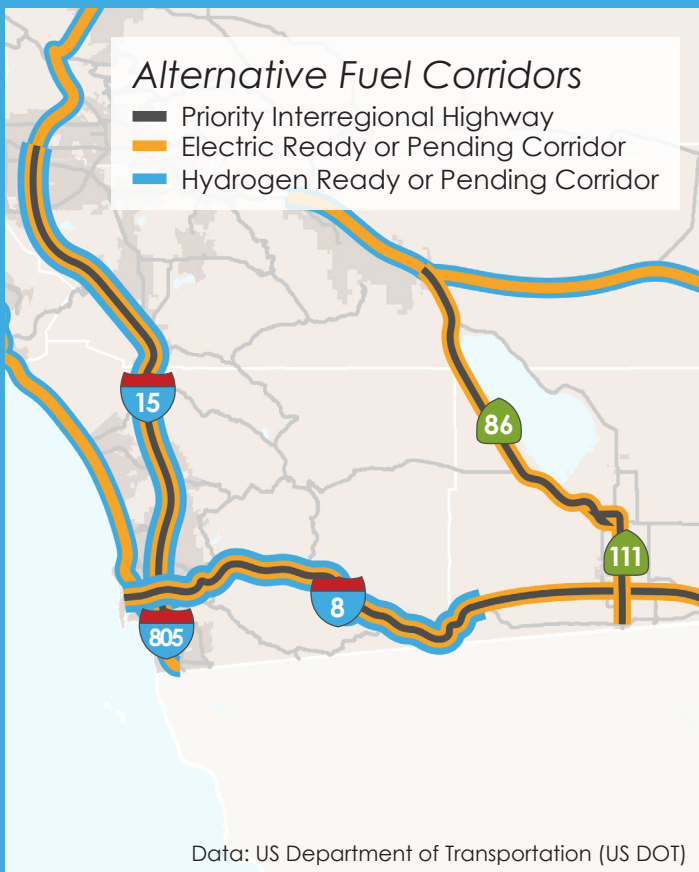 Alternative Fuel Corridors
Priority Interregional Highway
Electric Ready or Pending Corridor
Hydrogen Ready or Pending Corridor
15
86
111
8
805
Data: US Department of Transportation (US DOT)